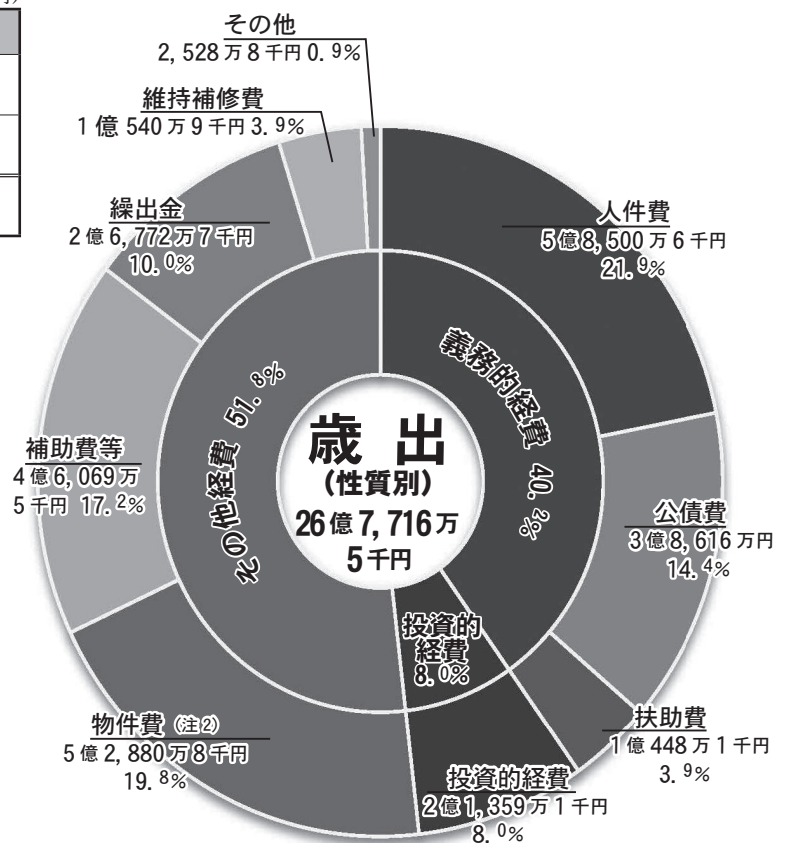 その他
2,528万8千円0.9%
維持補修費
1億540万9千円3.9%
繰出金
2億6,772万7千円
10.0%
補助費等
4億6,069万
5千円 17.2%
物件費(注2)
5億2,880万8千円
19.8%
投資的経費
2億1,359万1千円
8.0%
扶助費
1億448万1千円
3.9%
公債費
3億8,616万円
14.4%
人件費
5億8,500万6千円
21.9%
義務的経費 40.2%
その他経費 51.8%
投資的
経費
8.0%
歳出
(性質別)
26億7,716万
5千円